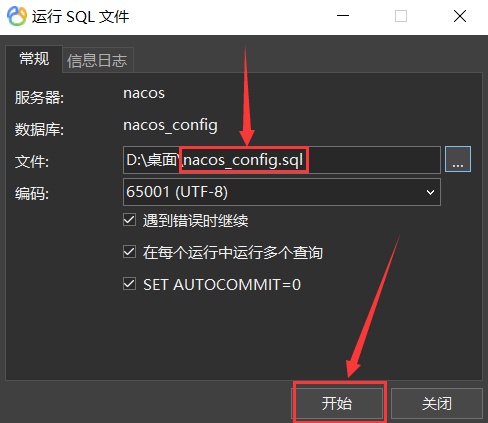 运行 SQL 文件
常规 信息日志
服务器: nacos
数据库: nacos_config
文件: D:\桌面\nacos_config.sql ...
编码: 65001 (UTF-8)
遇到错误时继续
在每个运行中运行多个查询
SET AUTOCOMMIT=0
开始 关闭